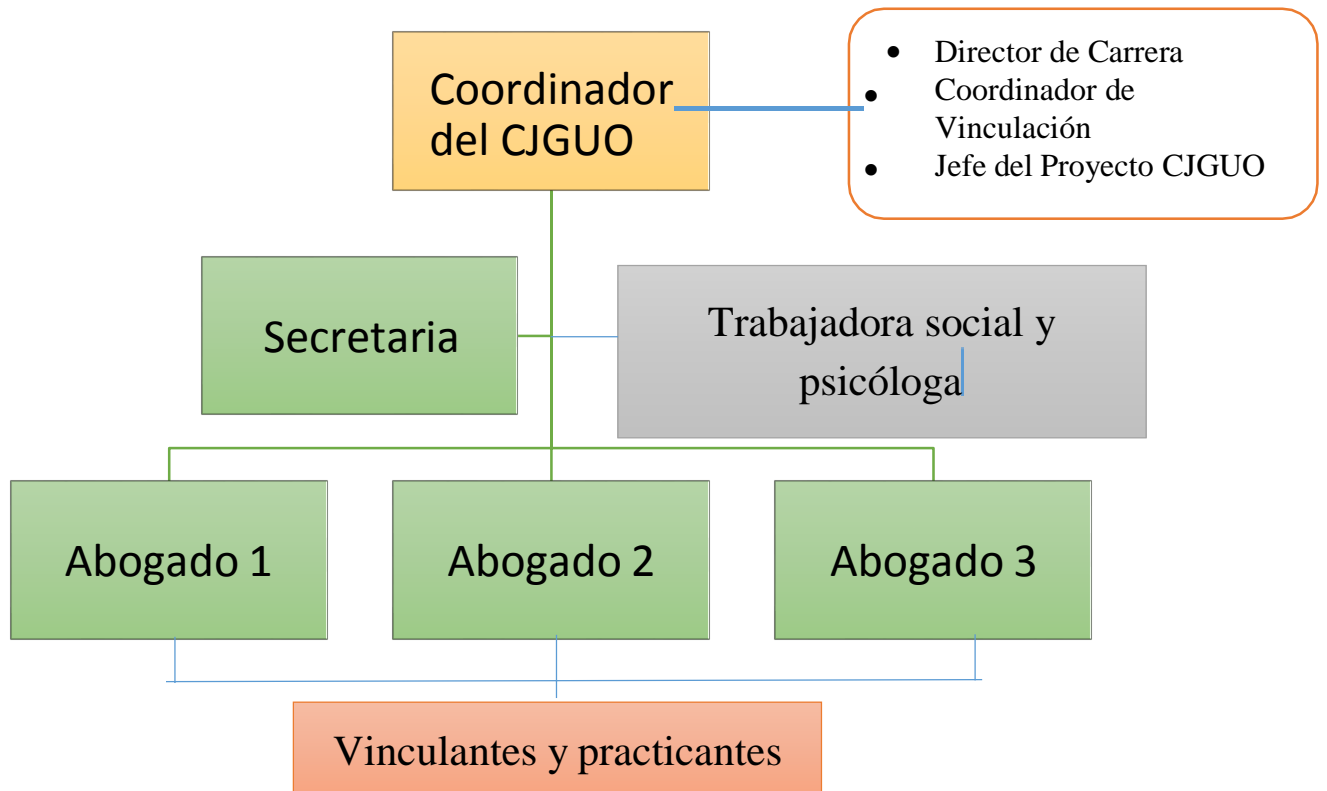 Coordinador
del CJGUO
• Director de Carrera
• Coordinador de
Vinculación
• Jefe del Proyecto CJGUO
Secretaria
Trabajadora social y
psicóloga
Abogado 1
Abogado 2
Abogado 3
Vinculantes y practicantes